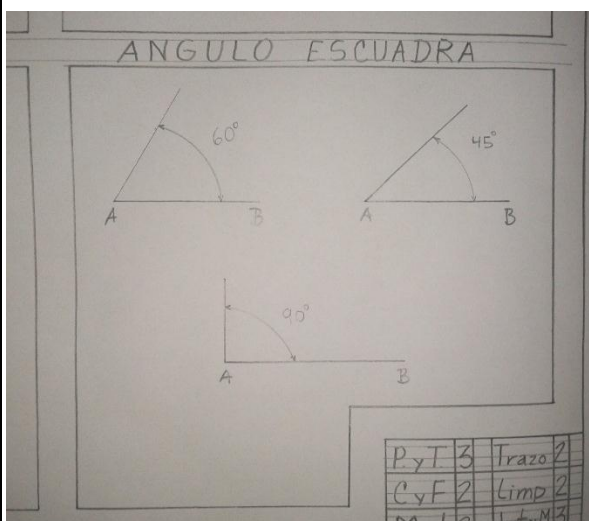 ANGULO ESCUADRA
60°
A B
45°
A B
90°
A B
P.yT. 3 Trazo 2
CyF 2 Limp 2